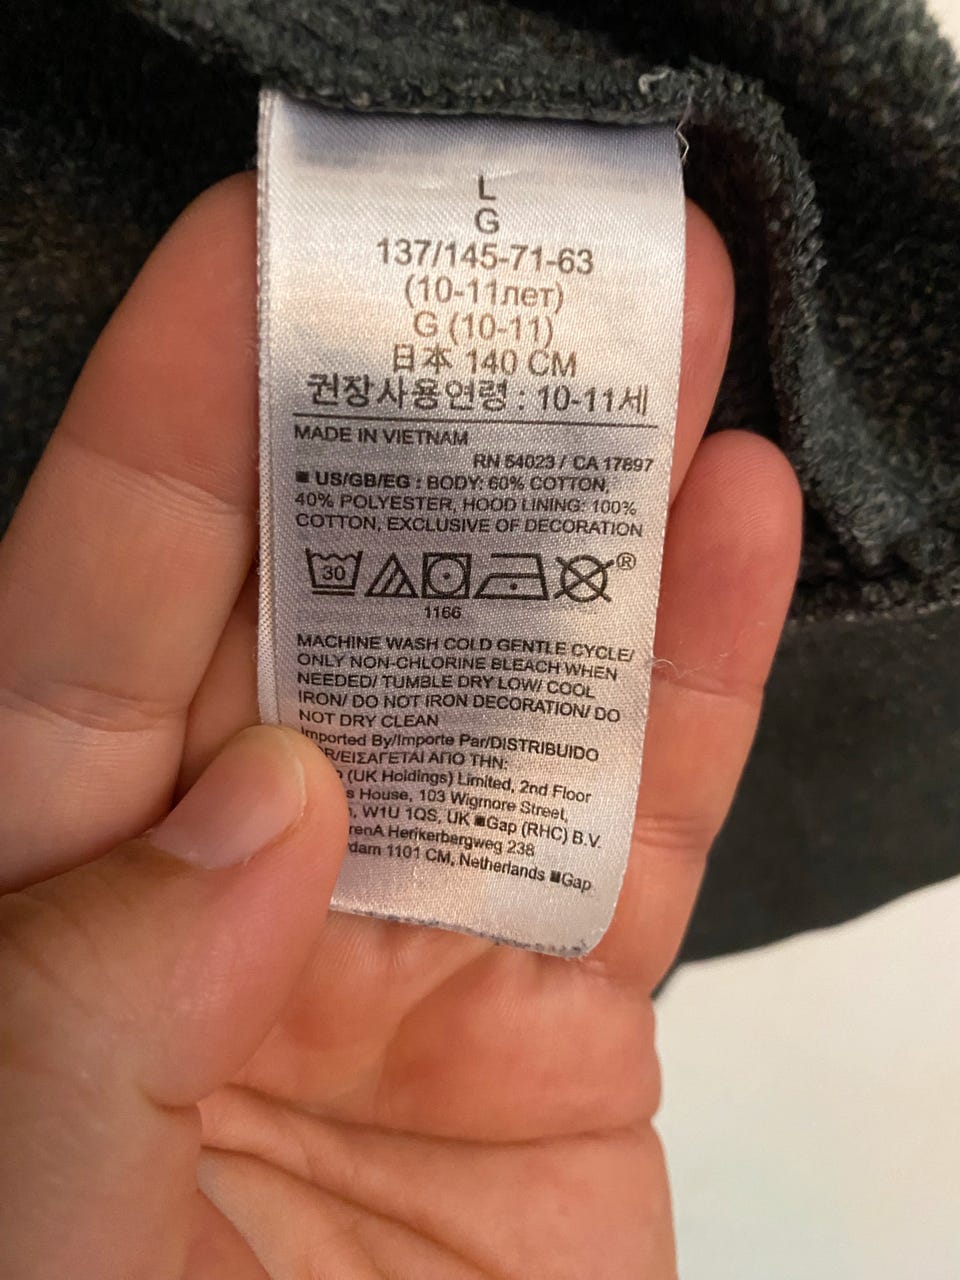 L
G
137/145-71-63
(10-11лет)
G (10-11)
日本 140 CM
권장사용연령 : 10-11세
MADE IN VIETNAM
RN 54023 / CA 17897
■ US/GB/EG : BODY: 60% COTTON,
40% POLYESTER, HOOD LINING: 100%
COTTON, EXCLUSIVE OF DECORATION
30
®
1166
MACHINE WASH COLD GENTLE CYCLE/
ONLY NON-CHLORINE BLEACH WHEN
NEEDED/ TUMBLE DRY LOW/ COOL
IRON/ DO NOT IRON DECORATION/ DO
NOT DRY CLEAN
Imported By/Importe Par/DISTRIBUIDO
R/ΕΙΣΑΓΕΤΑΙ ΑΠΟ ΤΗΝ:
(UK Holdings) Limited, 2nd Floor
s House, 103 Wigmore Street,
, W1U 1QS, UK ■Gap (RHC) B.V.
renA Herikerbergweg 238
dam 1101 CM, Netherlands ■Gap